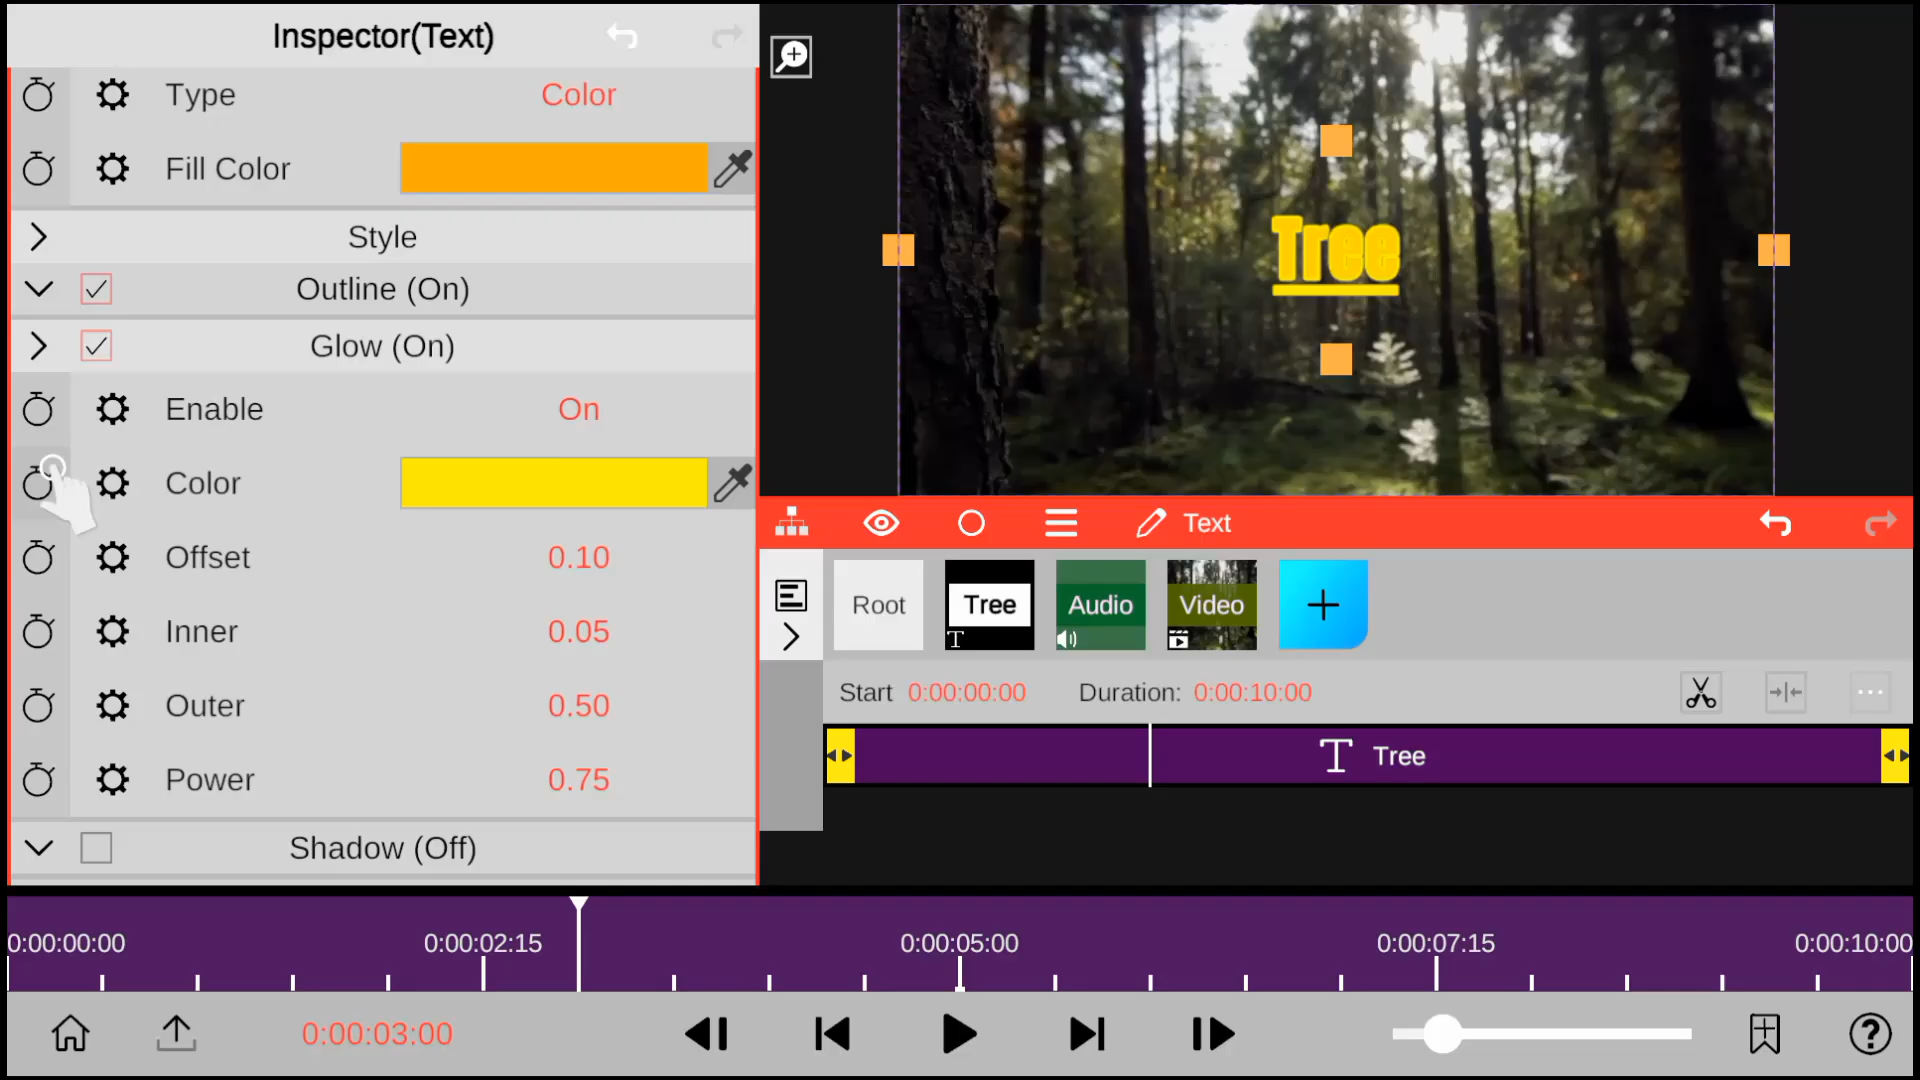 Inspector(Text)
Type Color
Fill Color
Style
Outline (On)
Glow (On)
Enable On
Color
Offset 0.10
Inner 0.05
Outer 0.50
Power 0.75
Shadow (Off)
Tree
Text
Root Tree Audio Video
T
Start 0:00:00:00 Duration: 0:00:10:00
T Tree
0:00:00:00 0:00:02:15 0:00:05:00 0:00:07:15 0:00:10:00
0:00:03:00